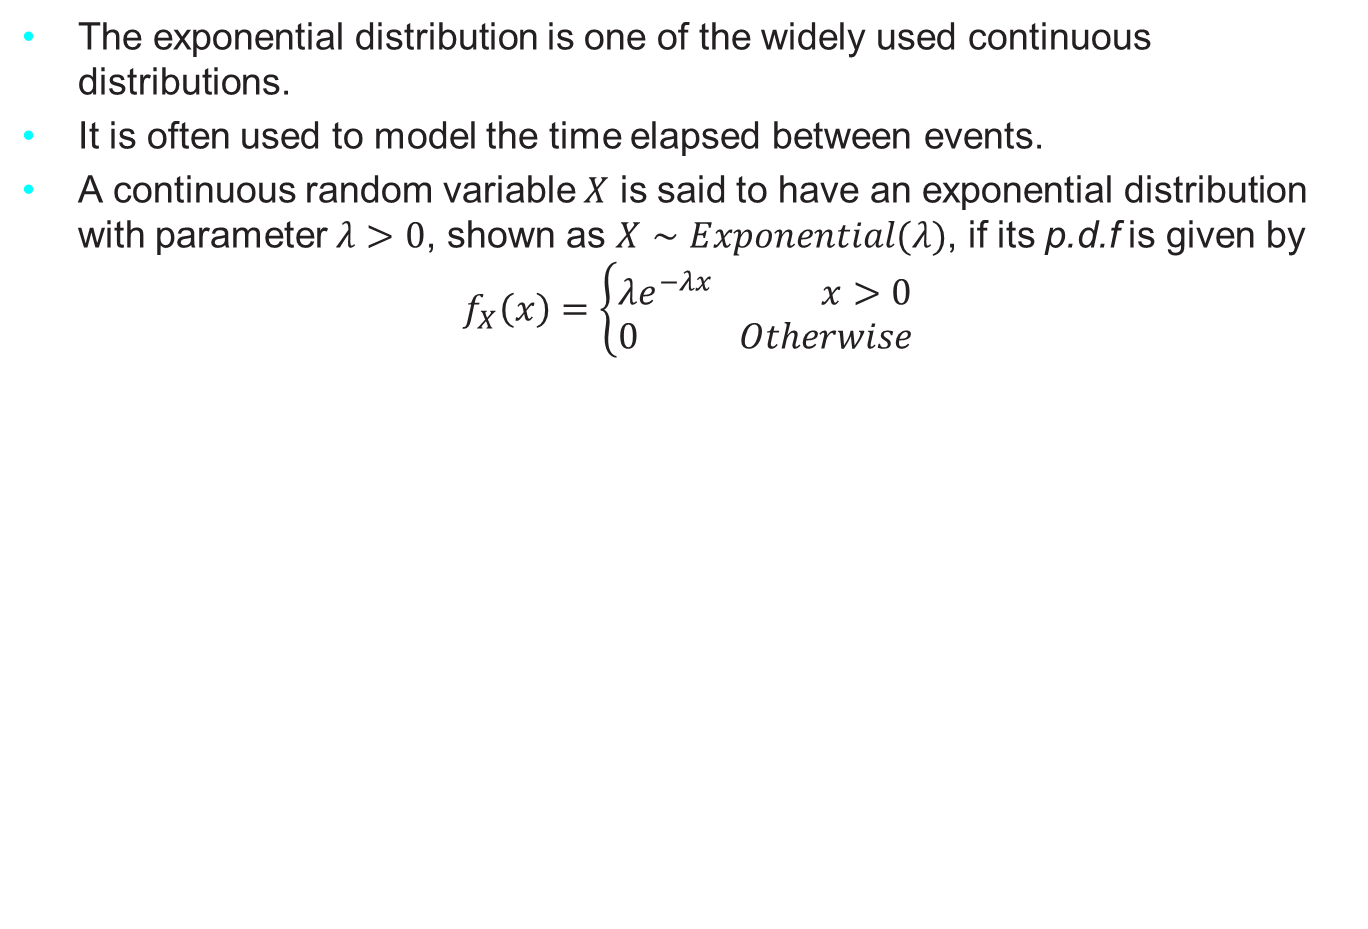 • The exponential distribution is one of the widely used continuous
distributions.
• It is often used to model the time elapsed between events.
• A continuous random variable X is said to have an exponential distribution
with parameter λ > 0, shown as X ~ Exponential(λ), if its p.d.f is given by
f_X(x) = { λe^{−λx}   x > 0
0   Otherwise